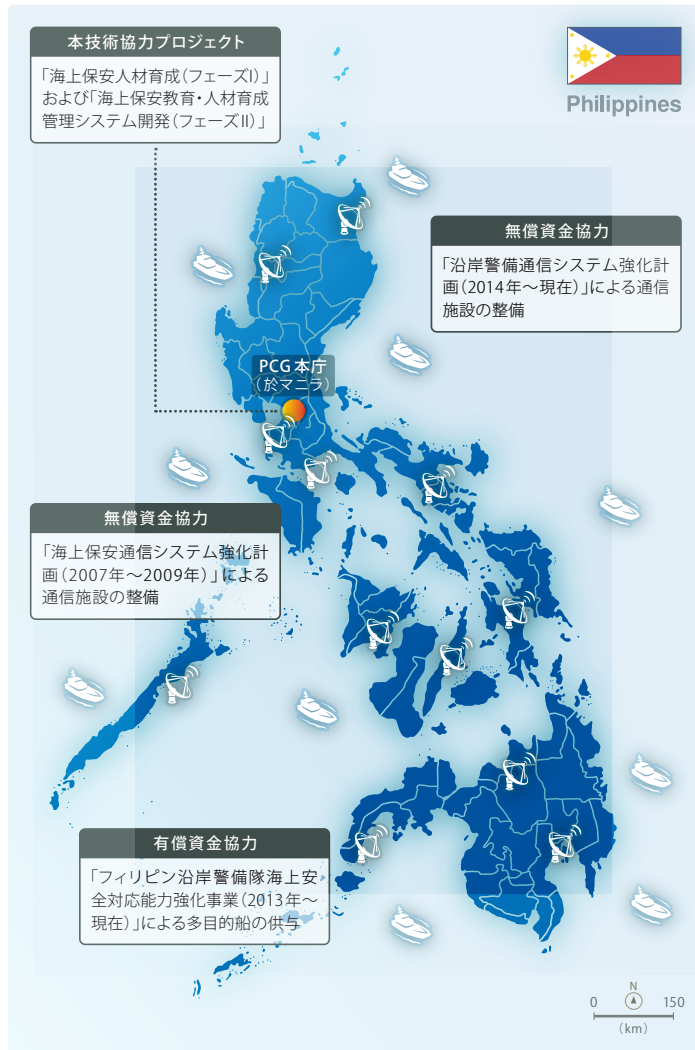 本技術協力プロジェクト
「海上保安人材育成（フェーズⅠ）」
および「海上保安教育・人材育成
管理システム開発（フェーズⅡ）」
Philippines
無償資金協力
「沿岸警備通信システム強化計
画（2014年～現在）」による通信
施設の整備
PCG本庁
（於マニラ）
無償資金協力
「海上保安通信システム強化計
画（2007年～2009年）」による
通信施設の整備
有償資金協力
「フィリピン沿岸警備隊海上安
全対応能力強化事業（2013年～
現在）」による多目的船の供与
N
0 150
（km）